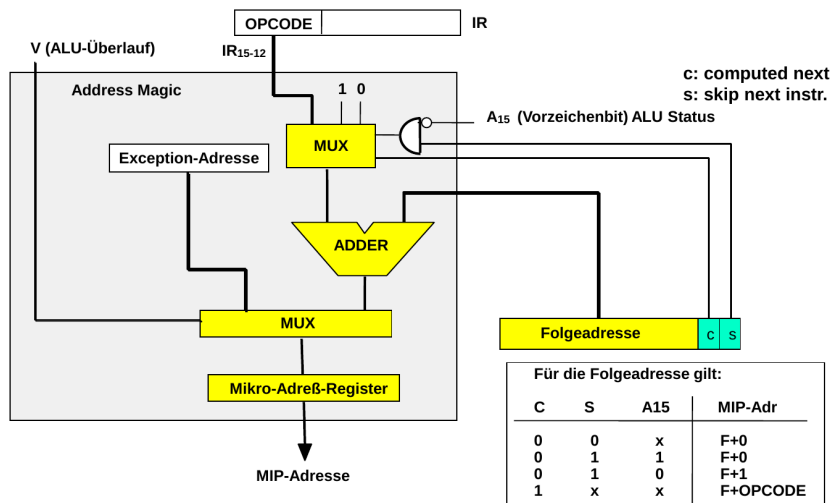 OPCODE
IR
V (ALU-Überlauf)
IR15-12
c: computed next
s: skip next instr.
Address Magic
1 0
A15 (Vorzeichenbit) ALU Status
MUX
Exception-Adresse
ADDER
MUX
Folgeadresse c s
Für die Folgeadresse gilt:
Mikro-Adreß-Register
C S A15 MIP-Adr
0 0 x F+0
0 1 1 F+0
0 1 0 F+1
1 x x F+OPCODE
MIP-Adresse